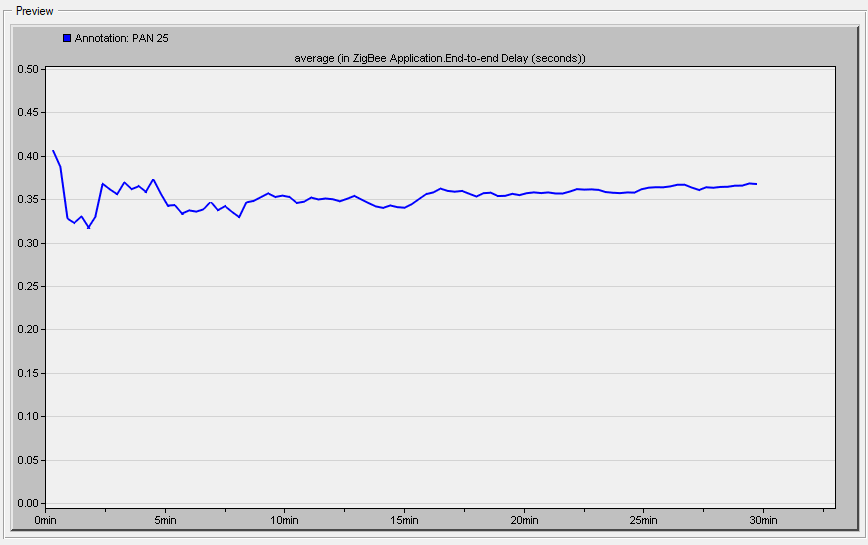 Preview
Annotation: PAN 25
average (in ZigBee Application.End-to-end Delay (seconds))
0.50
0.45
0.40
0.35
0.30
0.25
0.20
0.15
0.10
0.05
0.00
0min 5min 10min 15min 20min 25min 30min